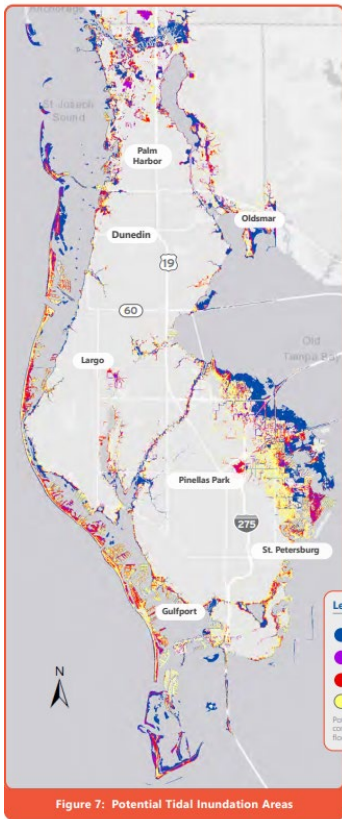 St Joseph
Sound
Palm
Harbor
Oldsmar
Dunedin
19
60
Old
Tampa Bay
Largo
Pinellas Park
275
St. Petersburg
Gulfport
Le
N
Figure 7: Potential Tidal Inundation Areas